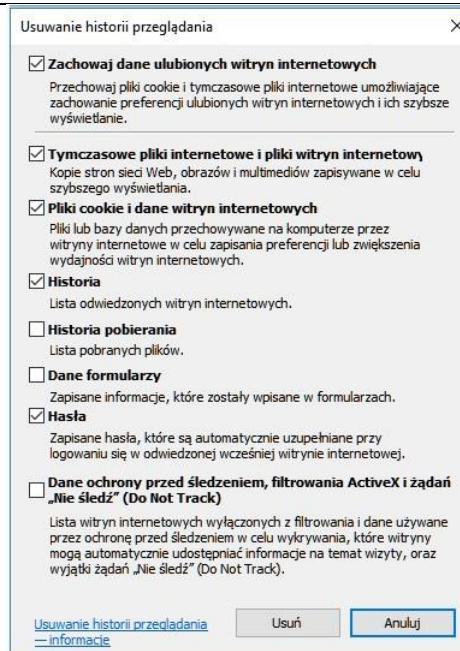 Usuwanie historii przeglądania
Zachowaj dane ulubionych witryn internetowych
Przechowaj pliki cookie i tymczasowe pliki internetowe umożliwiające
zachowanie preferencji ulubionych witryn internetowych i ich szybsze
wyświetlanie.
Tymczasowe pliki internetowe i pliki witryn internetowy
Kopie stron sieci Web, obrazów i multimediów zapisywane w celu
szybszego wyświetlania.
Pliki cookie i dane witryn internetowych
Pliki lub bazy danych przechowywane na komputerze przez
witryny internetowe w celu zapisania preferencji lub zwiększenia
wydajności witryn internetowych.
Historia
Lista odwiedzonych witryn internetowych.
Historia pobierania
Lista pobranych plików.
Dane formularzy
Zapisane informacje, które zostały wpisane w formularzach.
Hasła
Zapisane hasła, które są automatycznie uzupełniane przy
logowaniu się w odwiedzonej wcześniej witrynie internetowej.
Dane ochrony przed śledzeniem, filtrowania ActiveX i żądań
„Nie śledź” (Do Not Track)
Lista witryn internetowych wyłączonych z filtrowania i dane używane
przez ochronę przed śledzeniem w celu wykrywania, które witryny
mogą automatycznie udostępniać informacje na temat wizyty, oraz
wyjątki żądań „Nie śledź” (Do Not Track).
Usuwanie historii przeglądania
— informacje
Usuń
Anuluj